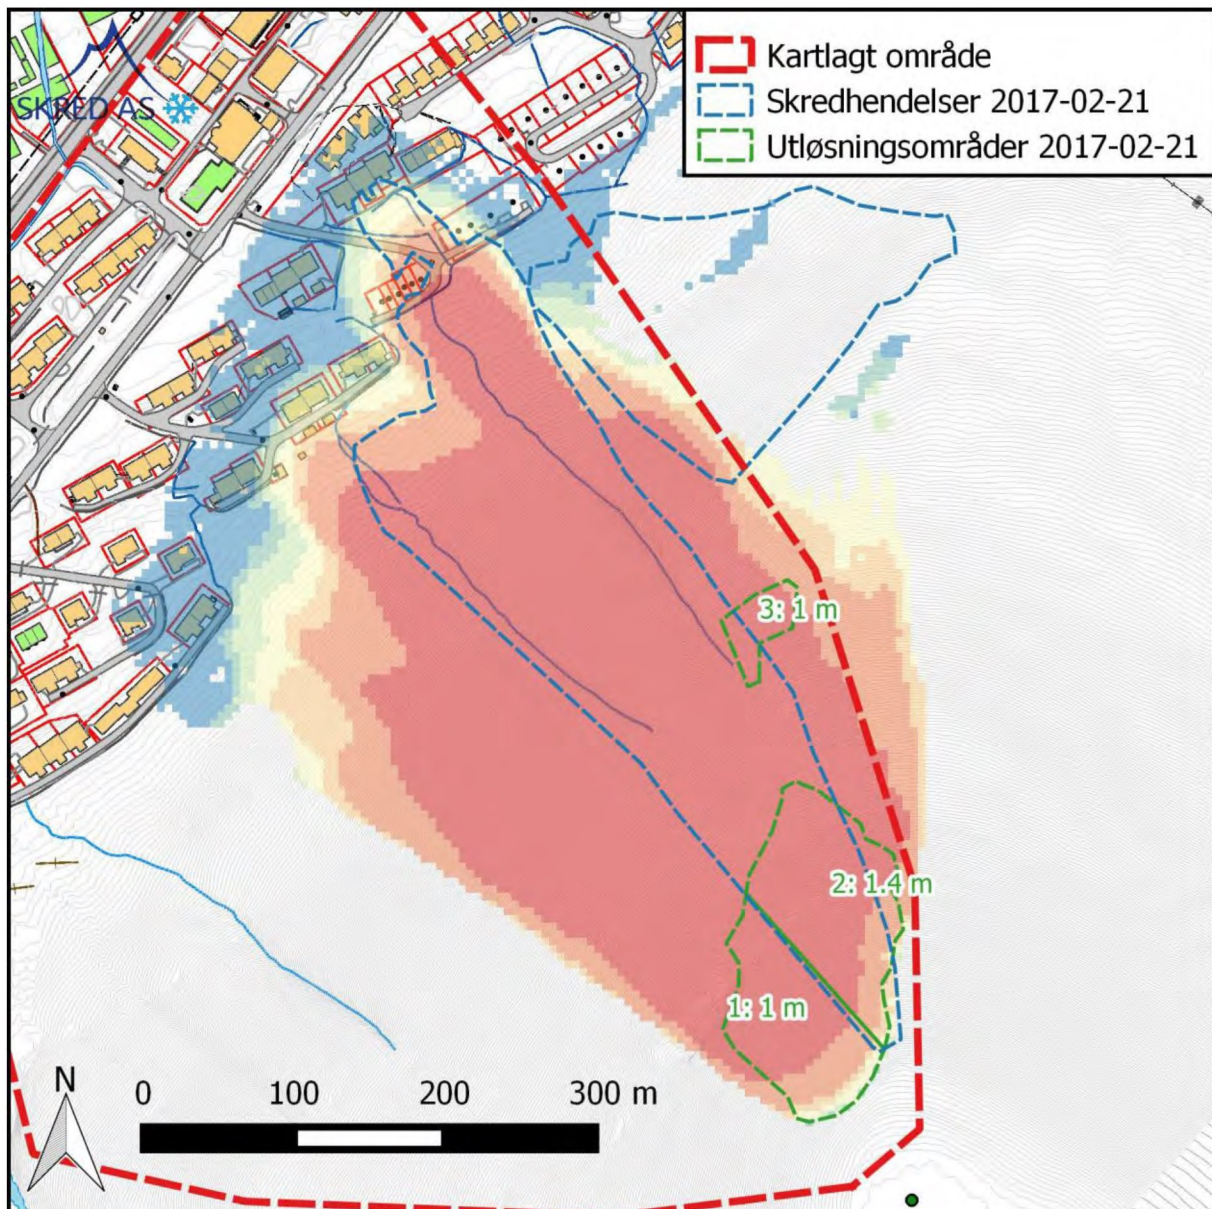 SKRED AS
Kartlagt område
Skredhendelser 2017-02-21
Utløsningsområder 2017-02-21
3: 1 m
2: 1.4 m
1: 1 m
N
0 100 200 300 m